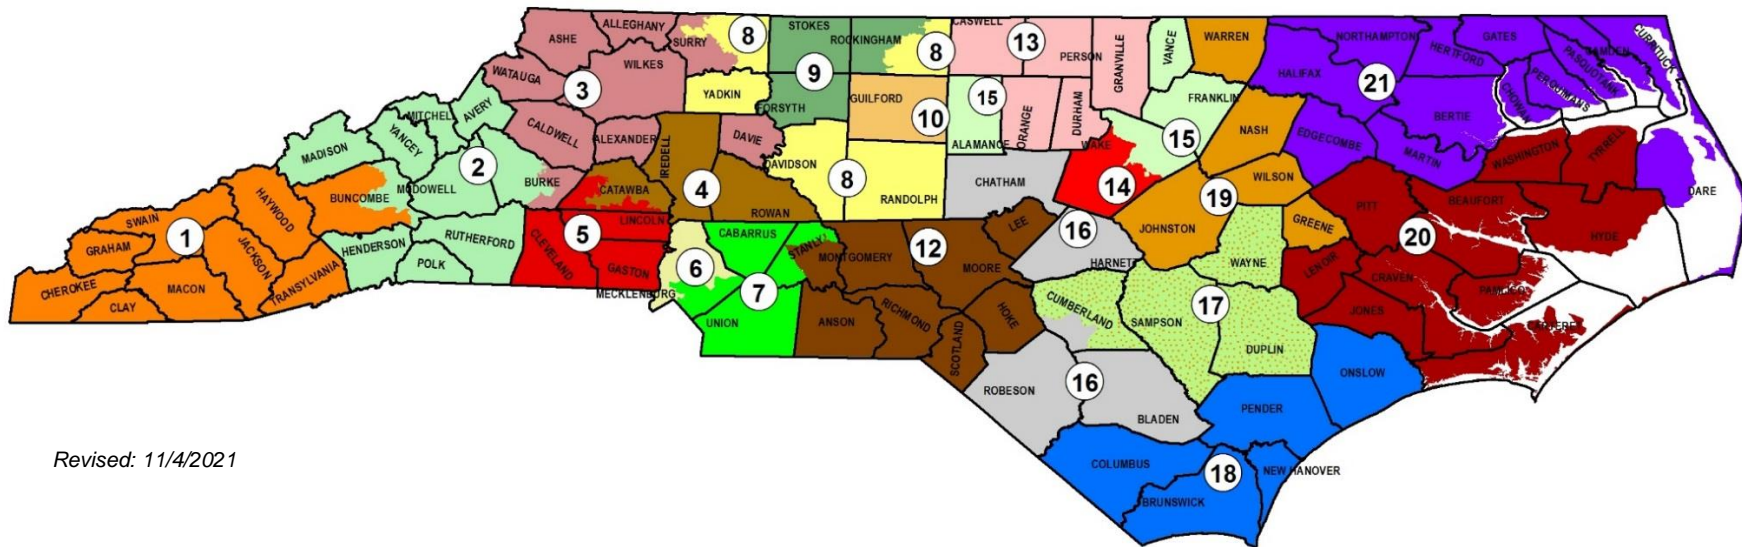 ALLEGHANY
ASHE
SURRY
8
STOKES
ROCKINGHAM
8
CASWELL
13
PERSON
GRANVILLE
VANCE
WARREN
NORTHAMPTON
GATES
HERTFORD
CAMDEN
CURRITUCK
PASQUOTANK
PERQUIMANS
CHOWAN
WATAUGA
3
WILKES
9
YADKIN
FORSYTH
GUILFORD
10
15
ALAMANCE
ORANGE
DURHAM
FRANKLIN
HALIFAX
21
BERTIE
MITCHELL
AVERY
YANCEY
CALDWELL
ALEXANDER
IREDELL
DAVIE
DAVIDSON
WAKE
15
NASH
EDGECOMBE
MARTIN
WASHINGTON
TYRRELL
DARE
MADISON
2
MCDOWELL
BURKE
CATAWBA
4
8
RANDOLPH
CHATHAM
14
WILSON
19
HAYWOOD
BUNCOMBE
SWAIN
1
GRAHAM
JACKSON
HENDERSON
RUTHERFORD
POLK
CLEVELAND
5
LINCOLN
GASTON
ROWAN
CABARRUS
STANLY
MONTGOMERY
12
MOORE
LEE
16
HARNETT
JOHNSTON
GREENE
PITT
BEAUFORT
20
HYDE
CHEROKEE
CLAY
MACON
TRANSYLVANIA
MECKLENBURG
6
7
UNION
ANSON
RICHMOND
SCOTLAND
HOKE
CUMBERLAND
SAMPSON
17
WAYNE
DUPLIN
LENOIR
CRAVEN
PAMLICO
JONES
CARTERET
ROBESON
16
BLADEN
PENDER
ONSLOW
COLUMBUS
18
NEW HANOVER
BRUNSWICK
Revised: 11/4/2021